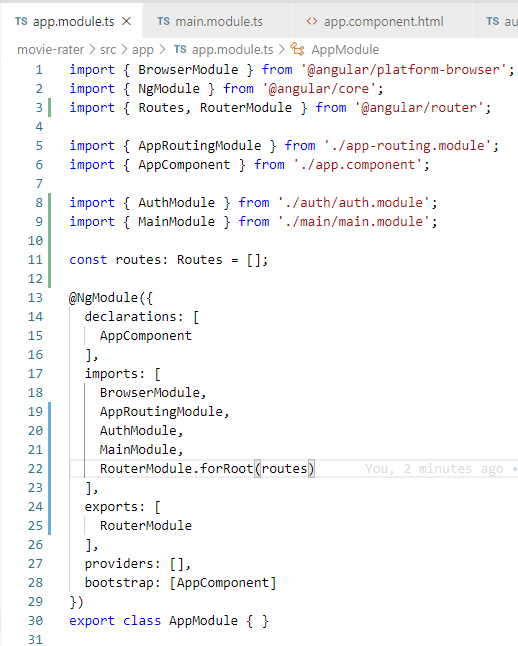 TS app.module.ts ×
TS main.module.ts
<> app.component.html
TS au
movie-rater > src > app > TS app.module.ts > AppModule
1 import { BrowserModule } from '@angular/platform-browser';
2 import { NgModule } from '@angular/core';
3 import { Routes, RouterModule } from '@angular/router';
4
5 import { AppRoutingModule } from './app-routing.module';
6 import { AppComponent } from './app.component';
7
8 import { AuthModule } from './auth/auth.module';
9 import { MainModule } from './main/main.module';
10
11 const routes: Routes = [];
12
13 @NgModule({
14   declarations: [
15     AppComponent
16   ],
17   imports: [
18     BrowserModule,
19     AppRoutingModule,
20     AuthModule,
21     MainModule,
22     RouterModule.forRoot(routes)     You, 2 minutes ago •
23   ],
24   exports: [
25     RouterModule
26   ],
27   providers: [],
28   bootstrap: [AppComponent]
29 })
30 export class AppModule { }
31